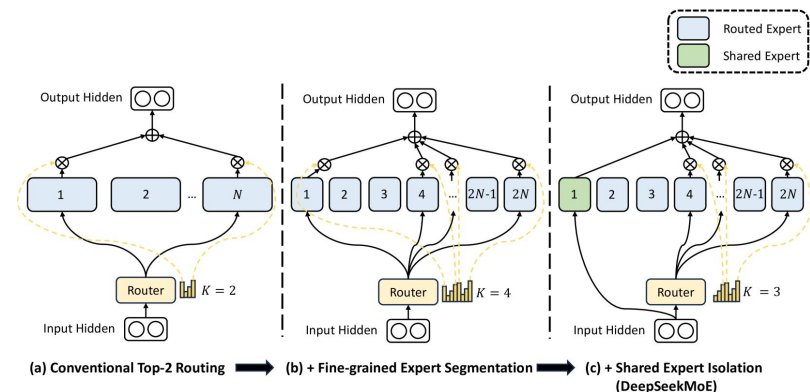 Routed Expert
Shared Expert
Output Hidden
1
2
...
N
Router
K = 2
Input Hidden
(a) Conventional Top-2 Routing
Output Hidden
1
2
3
4
...
2N-1
2N
Router
K = 4
Input Hidden
(b) + Fine-grained Expert Segmentation
Output Hidden
1
2
3
4
...
2N-1
2N
Router
K = 3
Input Hidden
(c) + Shared Expert Isolation
(DeepSeekMoE)